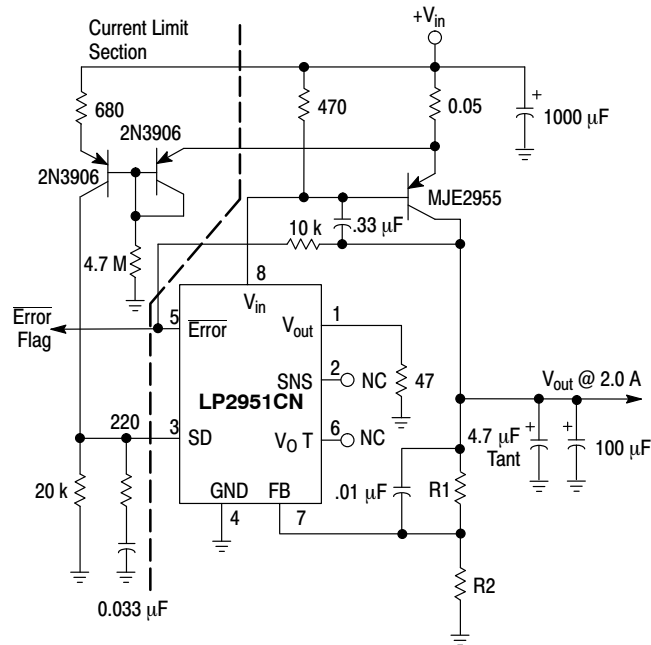 Current Limit
Section
+Vin
680
470
0.05
+
1000 µF
2N3906
2N3906
MJE2955
10 k
.33 µF
4.7 M
8
Vin
Error
Flag
5
Error
Vout
1
SNS
2
NC
47
LP2951CN
Vout @ 2.0 A
220
3
SD
VO T
6
NC
4.7 µF
Tant
+
+
100 µF
20 k
GND
FB
4
7
.01 µF
R1
0.033 µF
R2